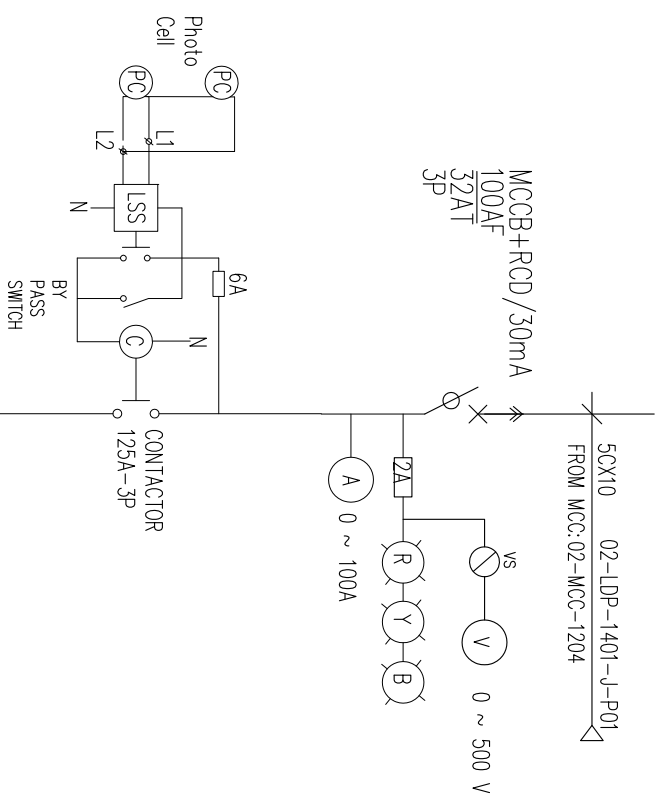 5CX10 02-LDP-1401-J-P01
FROM MCC:02-MCC-1204
MCCB+RCD/30mA
100AF
32AT
3P
VS
V
0 ~ 500 V
2A
R
Y
B
A
0 ~ 100A
6A
CONTACTOR
125A-3P
Photo
Cell
PC
PC
L1
L2
LSS
N
N
C
BY
PASS
SWITCH